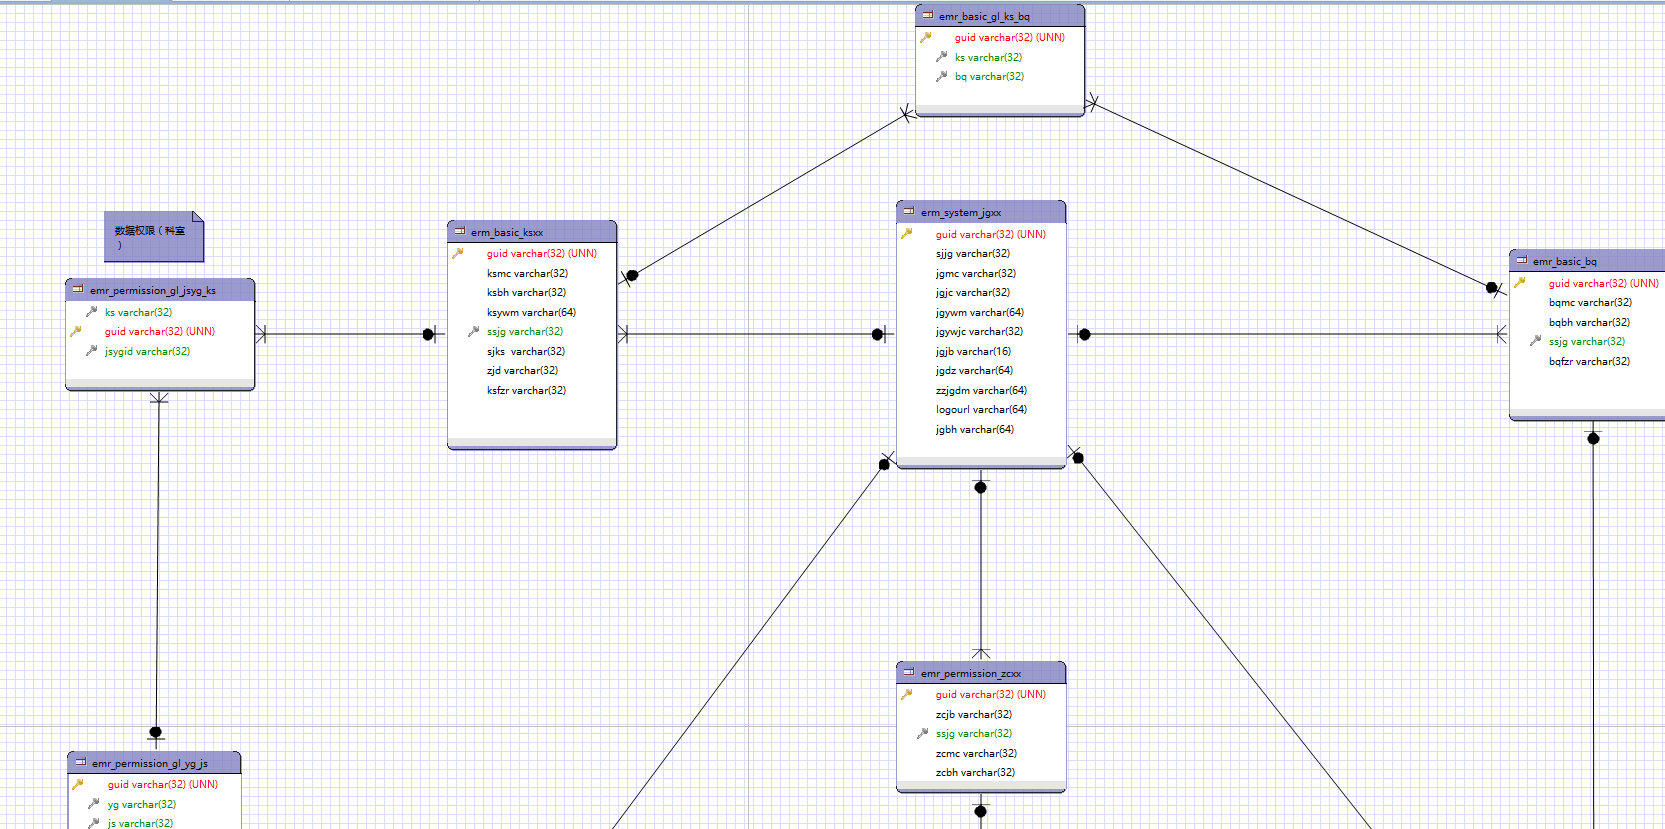 emr_basic_gl_ks_bq
guid varchar(32) (UNN)
ks varchar(32)
bq varchar(32)
数据权限（科室
）
emr_permission_gl_jsyg_ks
ks varchar(32)
guid varchar(32) (UNN)
jsygid varchar(32)
erm_basic_ksxx
guid varchar(32) (UNN)
ksmc varchar(32)
ksbh varchar(32)
ksywm varchar(64)
ssjg varchar(32)
sjks  varchar(32)
zjd varchar(32)
ksfzr varchar(32)
erm_system_jgxx
guid varchar(32) (UNN)
sjjg varchar(32)
jgmc varchar(32)
jgjc varchar(32)
jgywm varchar(64)
jgywjc varchar(32)
jgjb varchar(16)
jgdz varchar(64)
zzjgdm varchar(64)
logourl varchar(64)
jgbh varchar(64)
emr_basic_bq
guid varchar(32) (UNN)
bqmc varchar(32)
bqbh varchar(32)
ssjg varchar(32)
bqfzr varchar(32)
emr_permission_zcxx
guid varchar(32) (UNN)
zcjb varchar(32)
ssjg varchar(32)
zcmc varchar(32)
zcbh varchar(32)
emr_permission_gl_yg_js
guid varchar(32) (UNN)
yg varchar(32)
js varchar(32)